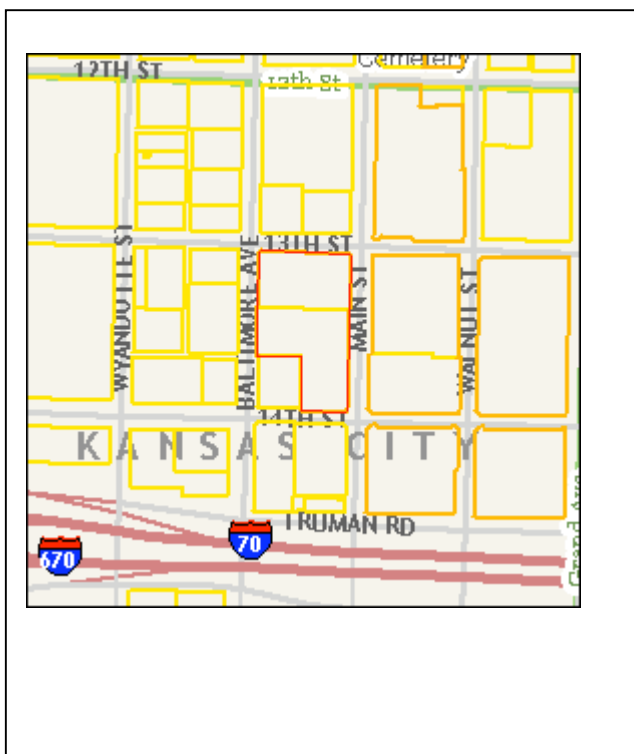 Cemetery
12TH ST
12th St
13TH ST
WYANDOTTE ST
BALTIMORE AVE
MAIN ST
WALNUT ST
14TH ST
KANSAS CITY
TRUMAN RD
70
670
Grand Ave